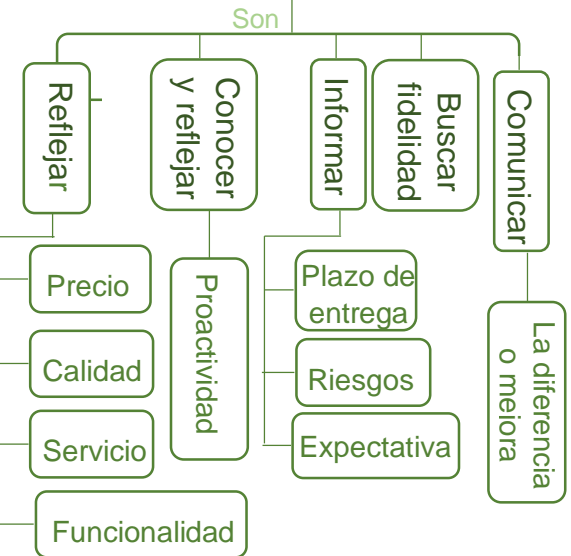 Son
Reflejar
Conocer
y reflejar
Informar
Buscar
fidelidad
Comunicar
Precio
Calidad
Servicio
Funcionalidad
Proactividad
Plazo de
entrega
Riesgos
Expectativa
La diferencia
o mejora